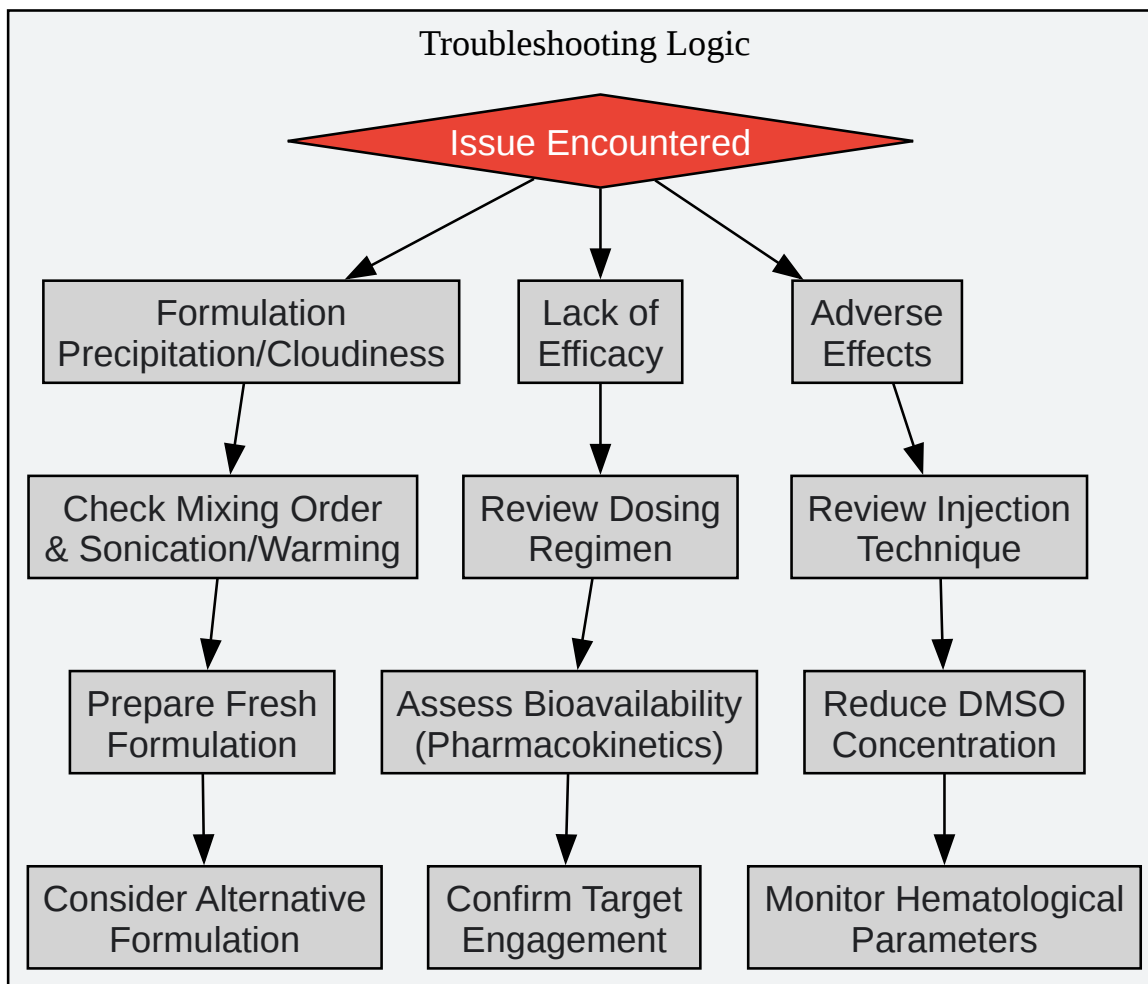 Troubleshooting Logic
Issue Encountered
Formulation
Precipitation/Cloudiness
Lack of
Efficacy
Adverse
Effects
Check Mixing Order
& Sonication/Warming
Review Dosing
Regimen
Review Injection
Technique
Prepare Fresh
Formulation
Assess Bioavailability
(Pharmacokinetics)
Reduce DMSO
Concentration
Consider Alternative
Formulation
Confirm Target
Engagement
Monitor Hematological
Parameters